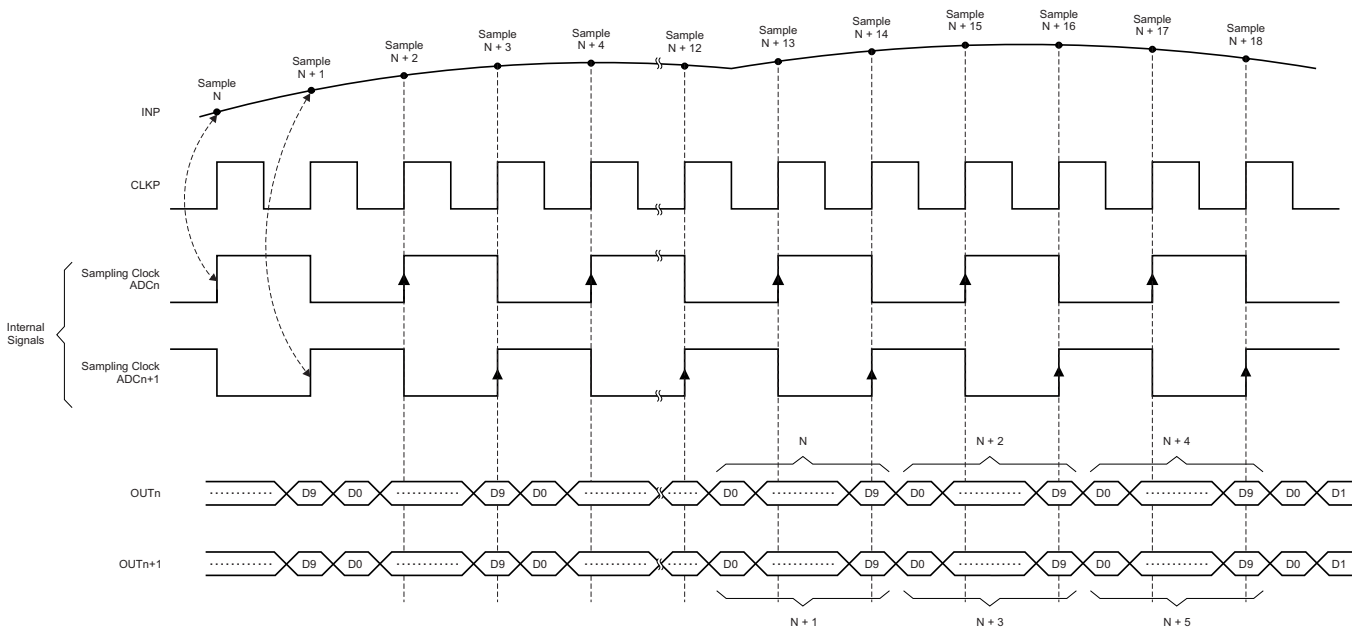 Sample
N
Sample
N + 1
Sample
N + 2
Sample
N + 3
Sample
N + 4
Sample
N + 12
Sample
N + 13
Sample
N + 14
Sample
N + 15
Sample
N + 16
Sample
N + 17
Sample
N + 18
INP
CLKP
Internal
Signals
Sampling Clock
ADCn
Sampling Clock
ADCn+1
N
N + 2
N + 4
OUTn
D9 D0 D9 D0 D0 D9 D0 D9 D0 D9 D0 D1
OUTn+1
D9 D0 D9 D0 D0 D9 D0 D9 D0 D9 D0 D1
N + 1
N + 3
N + 5